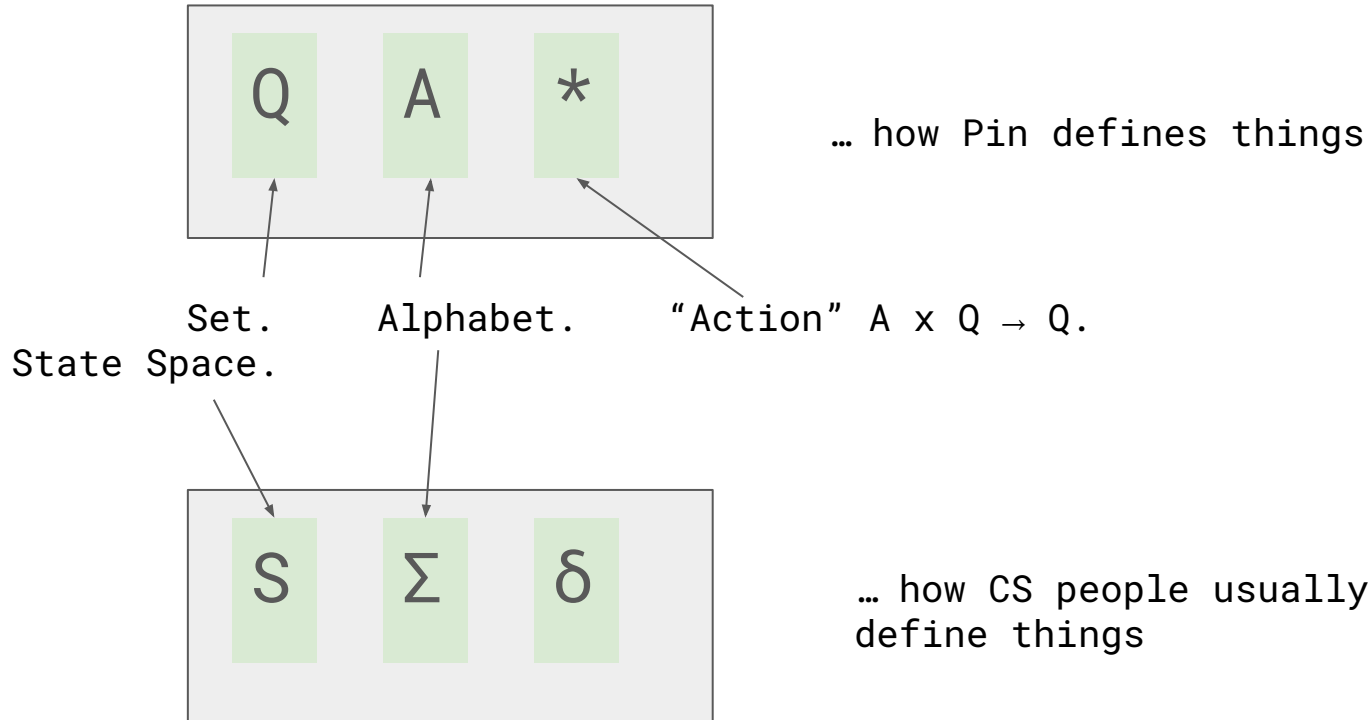 Q A *
… how Pin defines things
Set. Alphabet. “Action” A x Q → Q.
State Space.
S Σ δ
… how CS people usually
define things